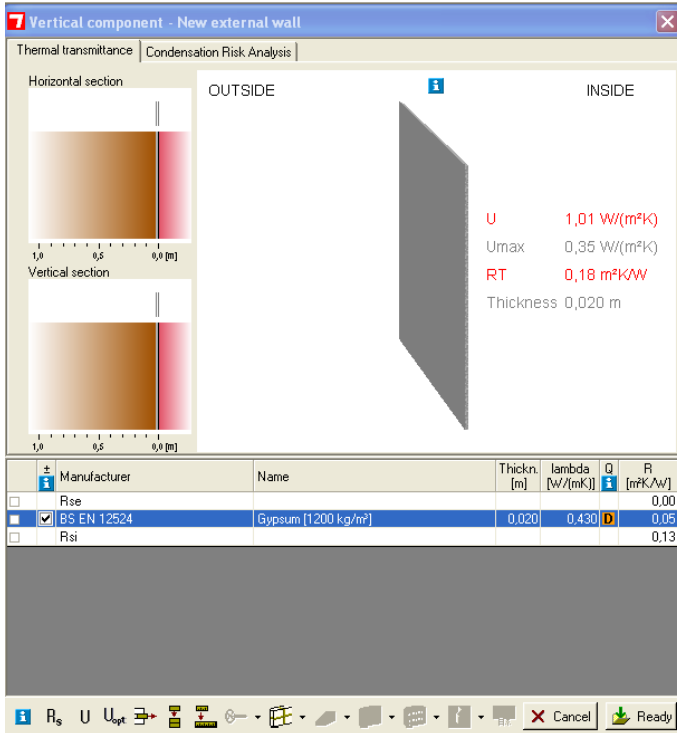 Vertical component - New external wall
Thermal transmittance Condensation Risk Analysis
Horizontal section
OUTSIDE
INSIDE
1,0 0,5 0,0 [m]
Vertical section
1,0 0,5 0,0 [m]
U 1,01 W/(m²K)
Umax 0,35 W/(m²K)
RT 0,18 m²K/W
Thickness 0,020 m
± Manufacturer Name Thickn. [m] lambda [W/(mK)] Q R [m²K/W]
Rse 0,00
BS EN 12524 Gypsum [1200 kg/m³] 0,020 0,430 D 0,05
Rsi 0,13
Rs U Uopt Cancel Ready